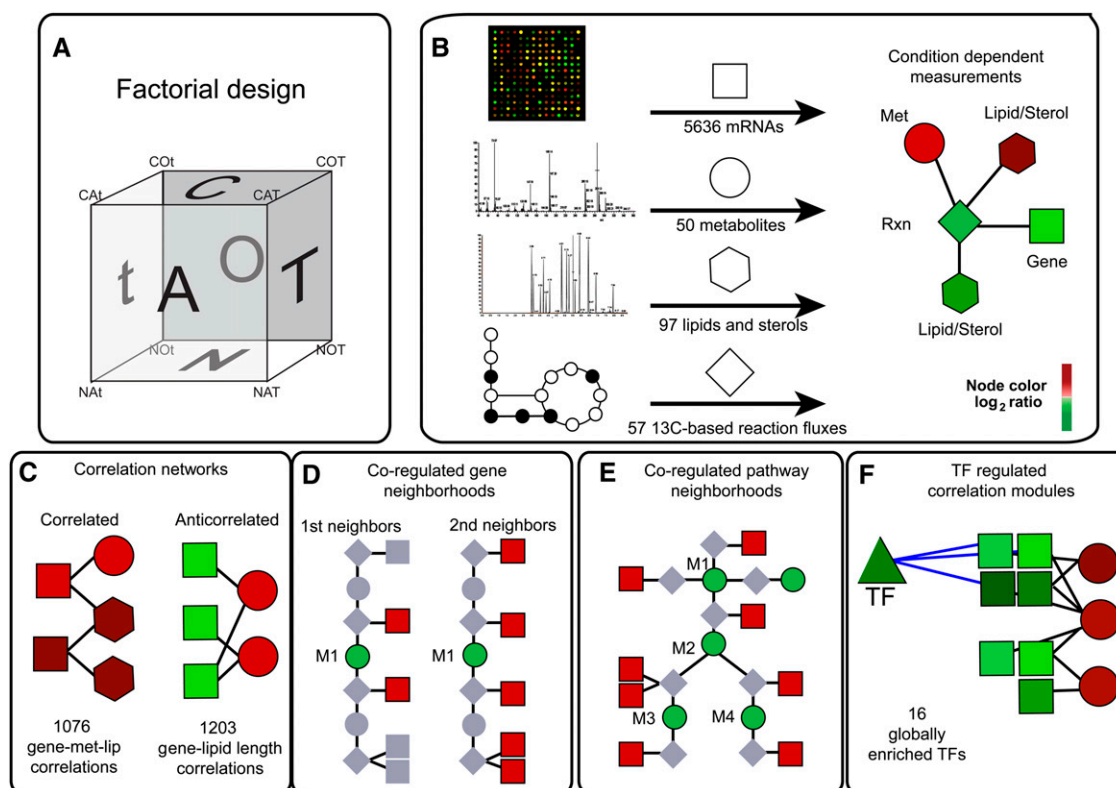 A
Factorial design
COt
COT
CAt
CAT
C
t
A
O
T
N
NOt
NOT
NAt
NAT
B
5636 mRNAs
50 metabolites
97 lipids and sterols
57 13C-based reaction fluxes
Condition dependent
measurements
Met
Lipid/Sterol
Rxn
Gene
Lipid/Sterol
Node color
log2 ratio
C
Correlation networks
Correlated
Anticorrelated
1076
gene-met-lip
correlations
1203
gene-lipid length
correlations
D
Co-regulated gene
neighborhoods
1st neighbors
2nd neighbors
M1
M1
E
Co-regulated pathway
neighborhoods
M1
M2
M3
M4
F
TF regulated
correlation modules
TF
16
globally
enriched TFs